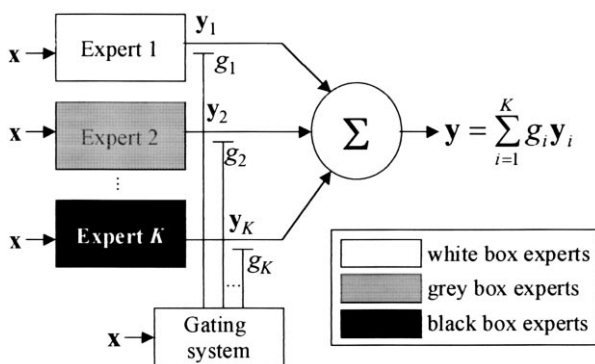 x
Expert 1
y1
g1
x
Expert 2
y2
g2
⋮
x
Expert K
yK
gK
...
x
Gating system
Σ
y = \sum_{i=1}^{K} g_i y_i
white box experts
grey box experts
black box experts